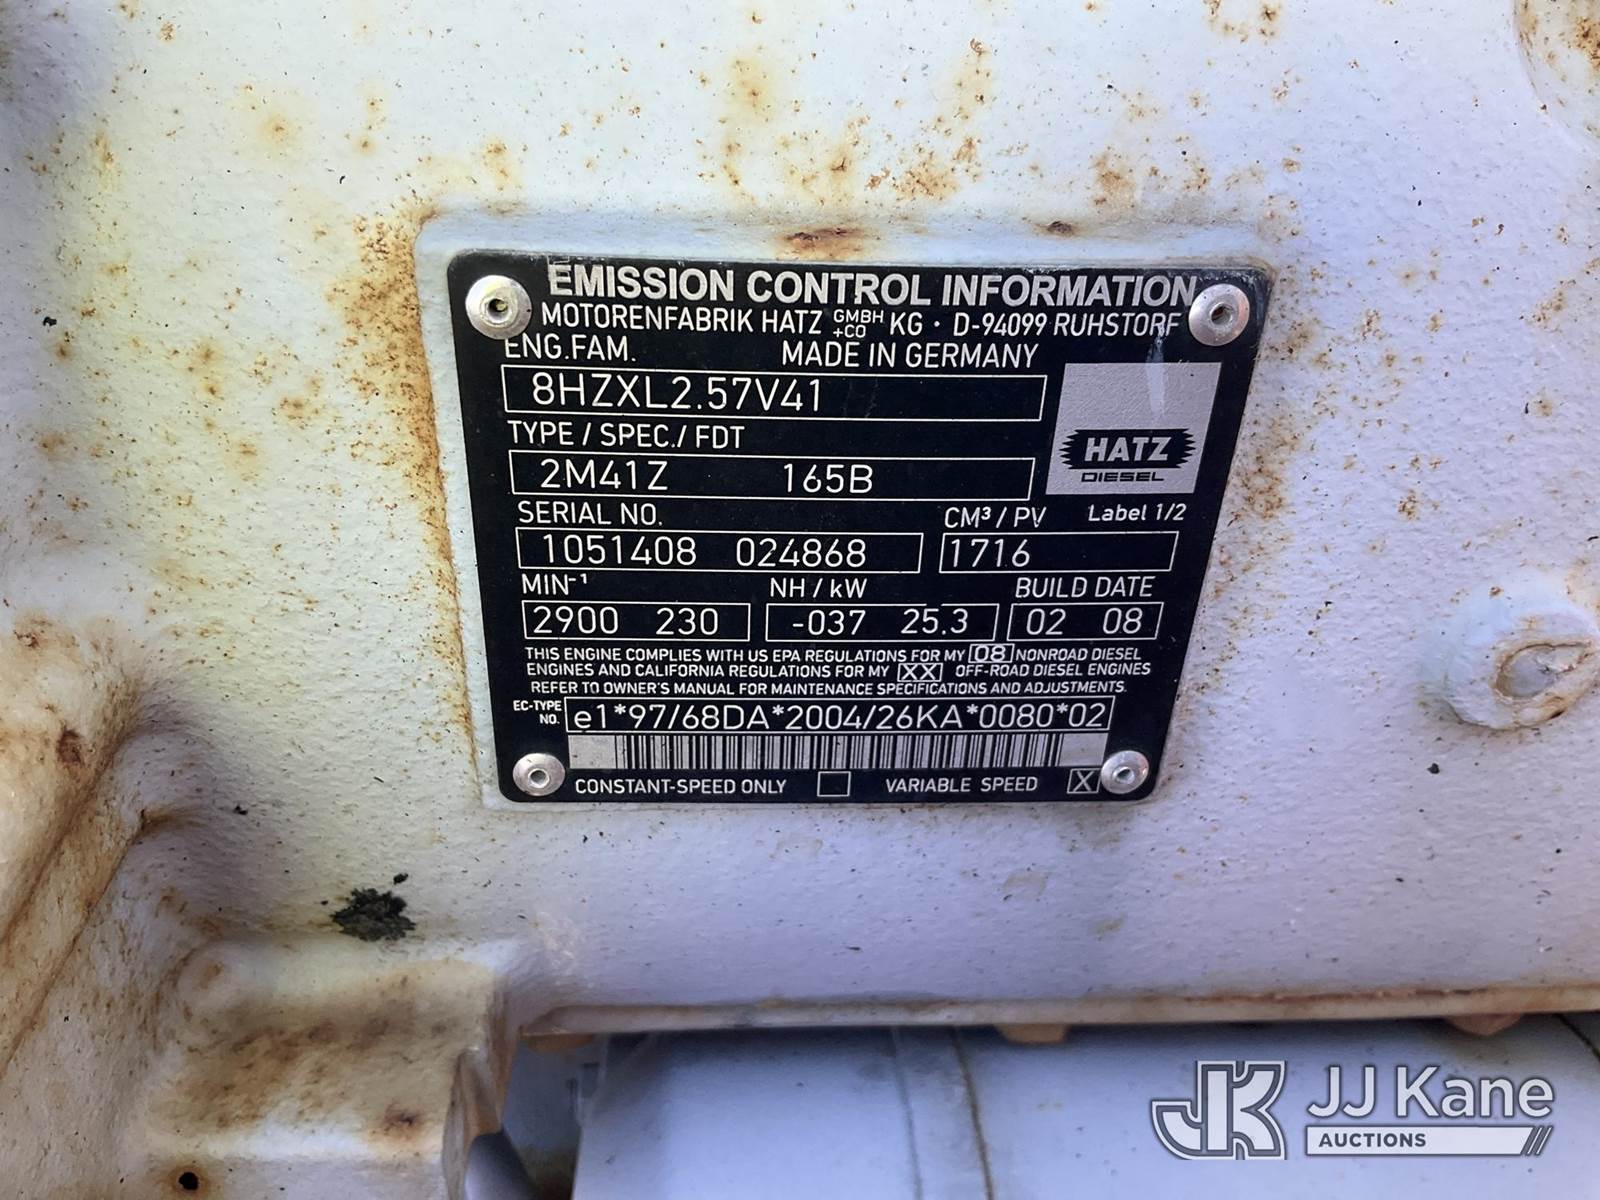 EMISSION CONTROL INFORMATION
MOTORENFABRIK HATZ GMBH +CO KG · D-94099 RUHSTORF
ENG.FAM. MADE IN GERMANY
8HZXL2.57V41
TYPE / SPEC./ FDT
2M41Z 165B
HATZ
DIESEL
SERIAL NO. CM³ / PV Label 1/2
1051408 024868 1716
MIN⁻¹ NH / kW BUILD DATE
2900 230 -037 25.3 02 08
THIS ENGINE COMPLIES WITH US EPA REGULATIONS FOR MY 08 NONROAD DIESEL
ENGINES AND CALIFORNIA REGULATIONS FOR MY XX OFF-ROAD DIESEL ENGINES
REFER TO OWNER'S MANUAL FOR MAINTENANCE SPECIFICATIONS AND ADJUSTMENTS.
EC-TYPE NO. e1*97/68DA*2004/26KA*0080*02
CONSTANT-SPEED ONLY VARIABLE SPEED X
JK JJ Kane
AUCTIONS